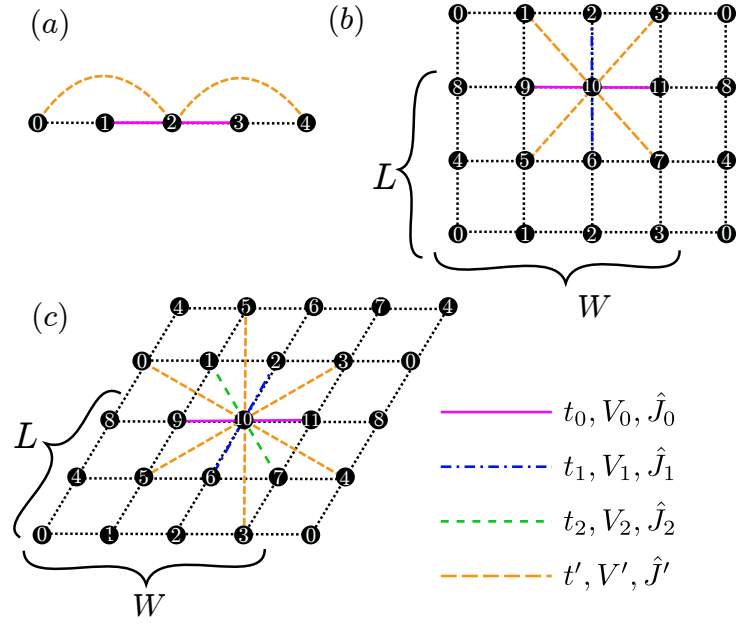 (a)
0 1 2 3 4
(b)
0 1 2 3 0
8 9 10 11 8
4 5 6 7 4
0 1 2 3 0
L
W
(c)
4 5 6 7 4
0 1 2 3 0
8 9 10 11 8
4 5 6 7 4
0 1 2 3 0
L
W
t₀, V₀, Ĵ₀
t₁, V₁, Ĵ₁
t₂, V₂, Ĵ₂
t′, V′, Ĵ′